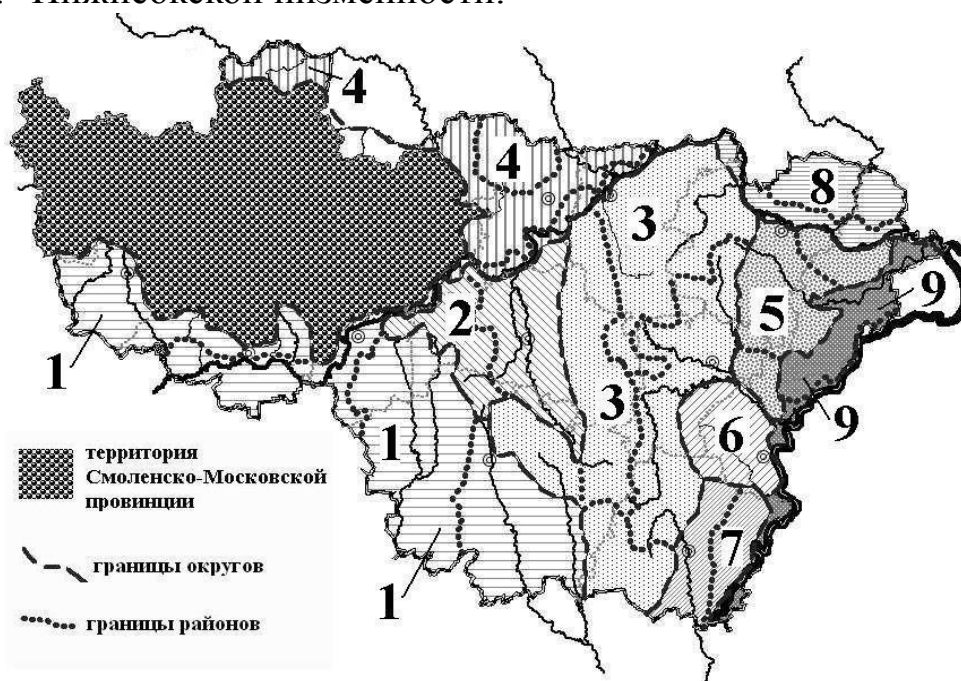 Нижнеокской низменности.
4
4
3
8
2
5
9
1
3
1
6
9
7
1
территория
Смоленско-Московской
провинции
границы округов
границы районов